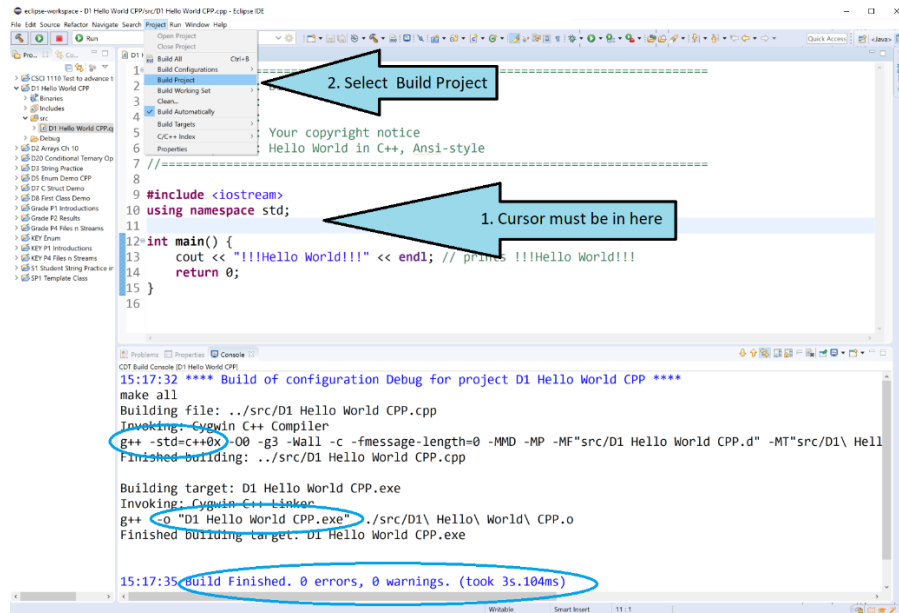 eclipse-workspace - D1 Hello World CPP/src/D1 Hello World CPP.cpp - Eclipse IDE
File Edit Source Refactor Navigate Search Project Run Window Help
Run
Quick Access
<Java>
Open Project
Close Project
Build All Ctrl+B
Build Configurations
Build Project
Build Working Set
Clean...
Build Automatically
Build Targets
C/C++ Index
Properties
2. Select Build Project
1. Cursor must be in here
CSCI 1110 Test to advance t
D1 Hello World CPP
Binaries
Includes
src
D1 Hello World CPP.cp
Debug
D2 Arrays Ch 10
D20 Conditional Ternary Op
D3 String Practice
D5 Enum Demo CPP
D7 C Struct Demo
D8 First Class Demo
Grade P1 Introductions
Grade P2 Results
Grade P4 Files n Streams
KEY Enum
KEY P1 Introductions
KEY P4 Files n Streams
S1 Student String Practice ir
SP1 Template Class
1
2
3
4
5 : Your copyright notice
6 : Hello World in C++, Ansi-style
7 //============================================================================
8
9 #include <iostream>
10 using namespace std;
11
12 int main() {
13 cout << "!!!Hello World!!!" << endl; // prints !!!Hello World!!!
14 return 0;
15 }
16
Problems Properties Console
CDT Build Console [D1 Hello World CPP]
15:17:32 **** Build of configuration Debug for project D1 Hello World CPP ****
make all
Building file: ../src/D1 Hello World CPP.cpp
Invoking: Cygwin C++ Compiler
g++ -std=c++0x -O0 -g3 -Wall -c -fmessage-length=0 -MMD -MP -MF"src/D1 Hello World CPP.d" -MT"src/D1\ Hell
Finished building: ../src/D1 Hello World CPP.cpp
Building target: D1 Hello World CPP.exe
Invoking: Cygwin C++ Linker
g++ -o "D1 Hello World CPP.exe" ./src/D1\ Hello\ World\ CPP.o
Finished building target: D1 Hello World CPP.exe
15:17:35 Build Finished. 0 errors, 0 warnings. (took 3s.104ms)
Writable Smart Insert 11 : 1